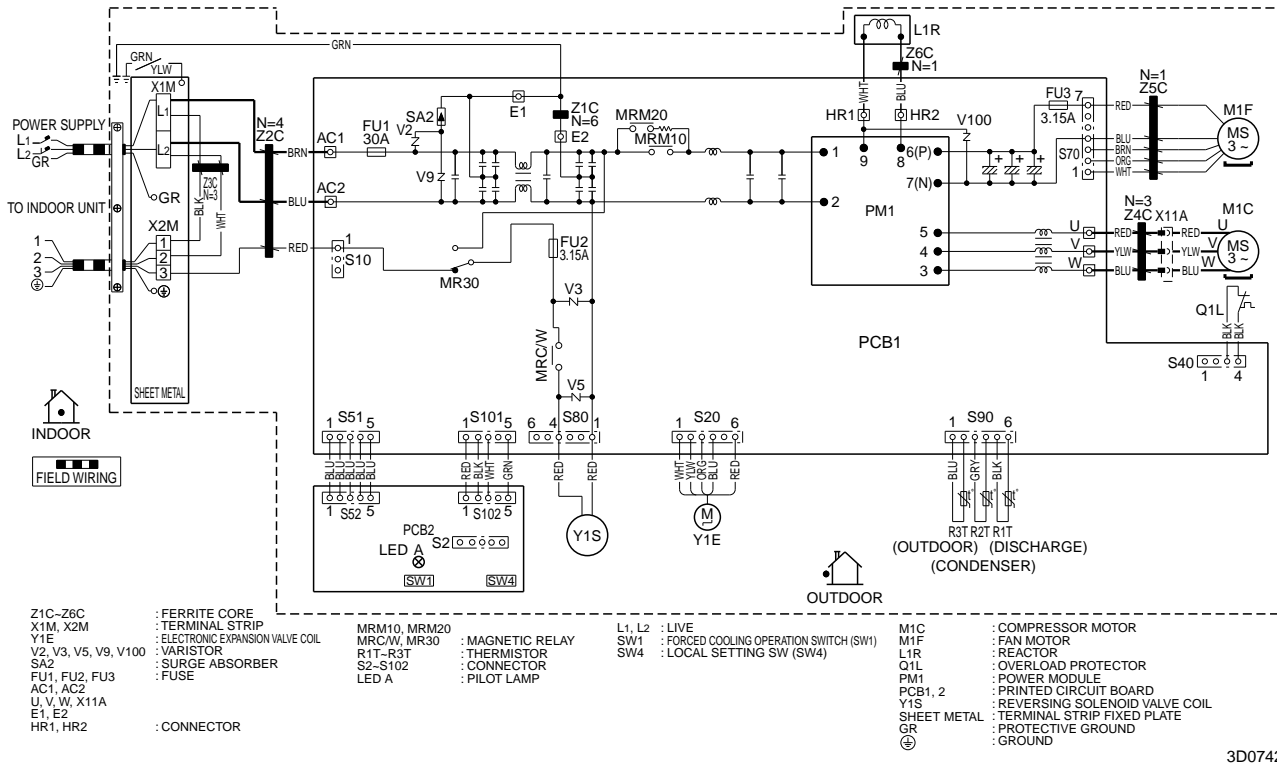 L1R
GRN
GRN
YLW
Z6C
N=1
X1M
L1
L2
POWER SUPPLY
L1
L2
GR
N=4
Z2C
Z3C
N=3
GR
TO INDOOR UNIT
BLK
WHT
X2M
1
2
3
1
2
3
SHEET METAL
BRN
BLU
RED
AC1
AC2
FU1
30A
SA2
V2
V9
E1
Z1C
N=6
E2
MRM20
MRM10
1
S10
MR30
FU2
3.15A
V3
MRC/W
V5
WHT
BLU
HR1
HR2
V100
9
8
1
2
6(P)
7(N)
PM1
5
4
3
FU3
3.15A
7
S70
1
N=1
Z5C
RED
BLU
BRN
ORG
WHT
M1F
MS
3 ~
U
V
W
N=3
Z4C
X11A
RED
YLW
BLU
RED
YLW
BLU
U
V
W
M1C
MS
3 ~
Q1L
BLK
BLK
S40
1
4
PCB1
INDOOR
FIELD WIRING
1 S51 5
1 S101 5
6 4 S80 1
1 S20 6
1 S90 6
BLU
BLU
BLU
BLU
BLU
RED
BLK
WHT
GRN
RED
RED
WHT
YLW
ORG
BLU
RED
BLU
GRY
BLK
t°
t°
t°
1 S52 5
1 S102 5
PCB2
S2
LED A
SW1
SW4
Y1S
M
Y1E
R3T R2T R1T
(OUTDOOR) (DISCHARGE)
(CONDENSER)
OUTDOOR
Z1C~Z6C : FERRITE CORE
X1M, X2M : TERMINAL STRIP
Y1E : ELECTRONIC EXPANSION VALVE COIL
V2, V3, V5, V9, V100 : VARISTOR
SA2 : SURGE ABSORBER
FU1, FU2, FU3 : FUSE
AC1, AC2
U, V, W, X11A
E1, E2
HR1, HR2 : CONNECTOR
MRM10, MRM20
MRC/W, MR30 : MAGNETIC RELAY
R1T~R3T : THERMISTOR
S2~S102 : CONNECTOR
LED A : PILOT LAMP
L1, L2 : LIVE
SW1 : FORCED COOLING OPERATION SWITCH (SW1)
SW4 : LOCAL SETTING SW (SW4)
M1C : COMPRESSOR MOTOR
M1F : FAN MOTOR
L1R : REACTOR
Q1L : OVERLOAD PROTECTOR
PM1 : POWER MODULE
PCB1, 2 : PRINTED CIRCUIT BOARD
Y1S : REVERSING SOLENOID VALVE COIL
SHEET METAL : TERMINAL STRIP FIXED PLATE
GR : PROTECTIVE GROUND
: GROUND
3D0742